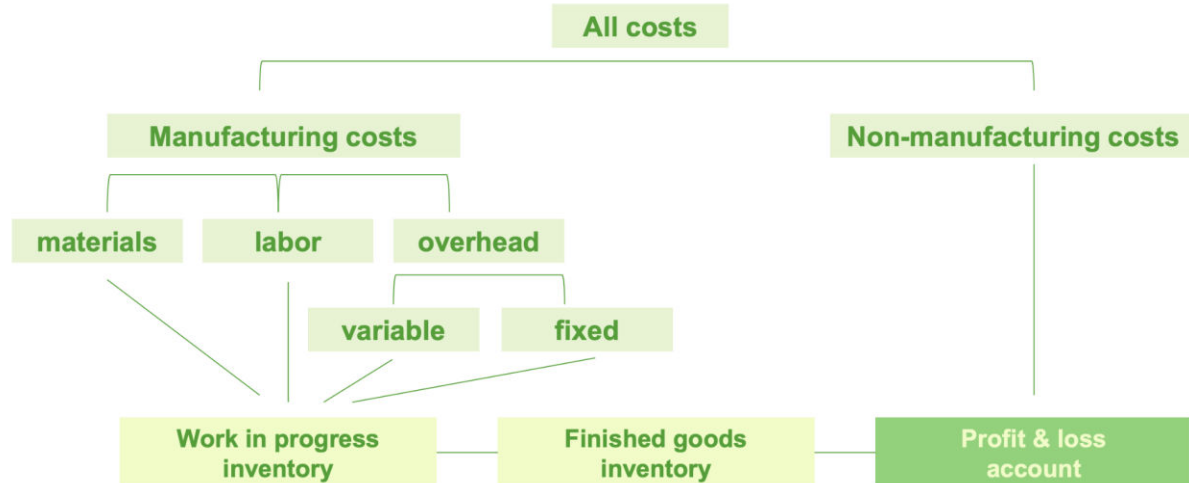 All costs
Manufacturing costs
Non-manufacturing costs
materials
labor
overhead
variable
fixed
Work in progress
inventory
Finished goods
inventory
Profit & loss
account